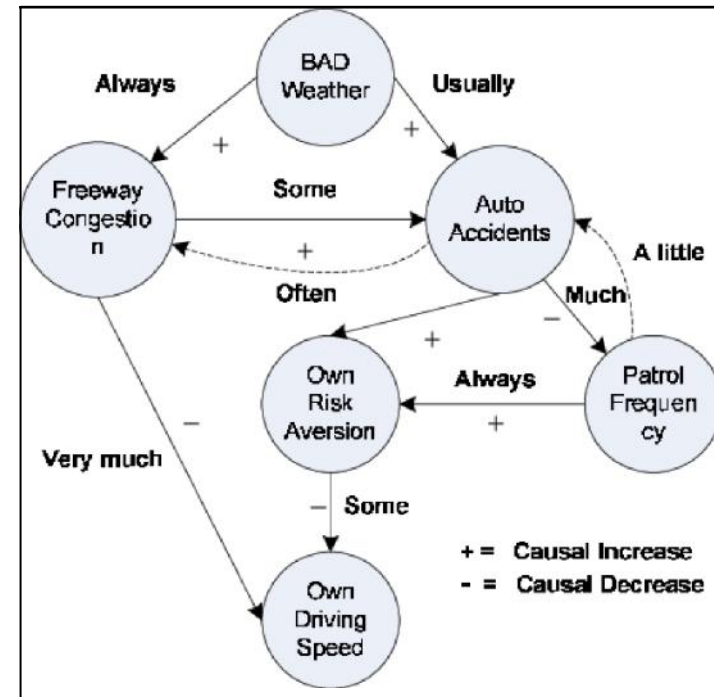 BAD
Weather
Always
Usually
+
+
Freeway
Congestio
n
Some
Auto
Accidents
+
Often
A little
Much
−
+
Own
Risk
Aversion
Always
+
Patrol
Frequen
cy
−
Very much
− Some
+ = Causal Increase
- = Causal Decrease
Own
Driving
Speed